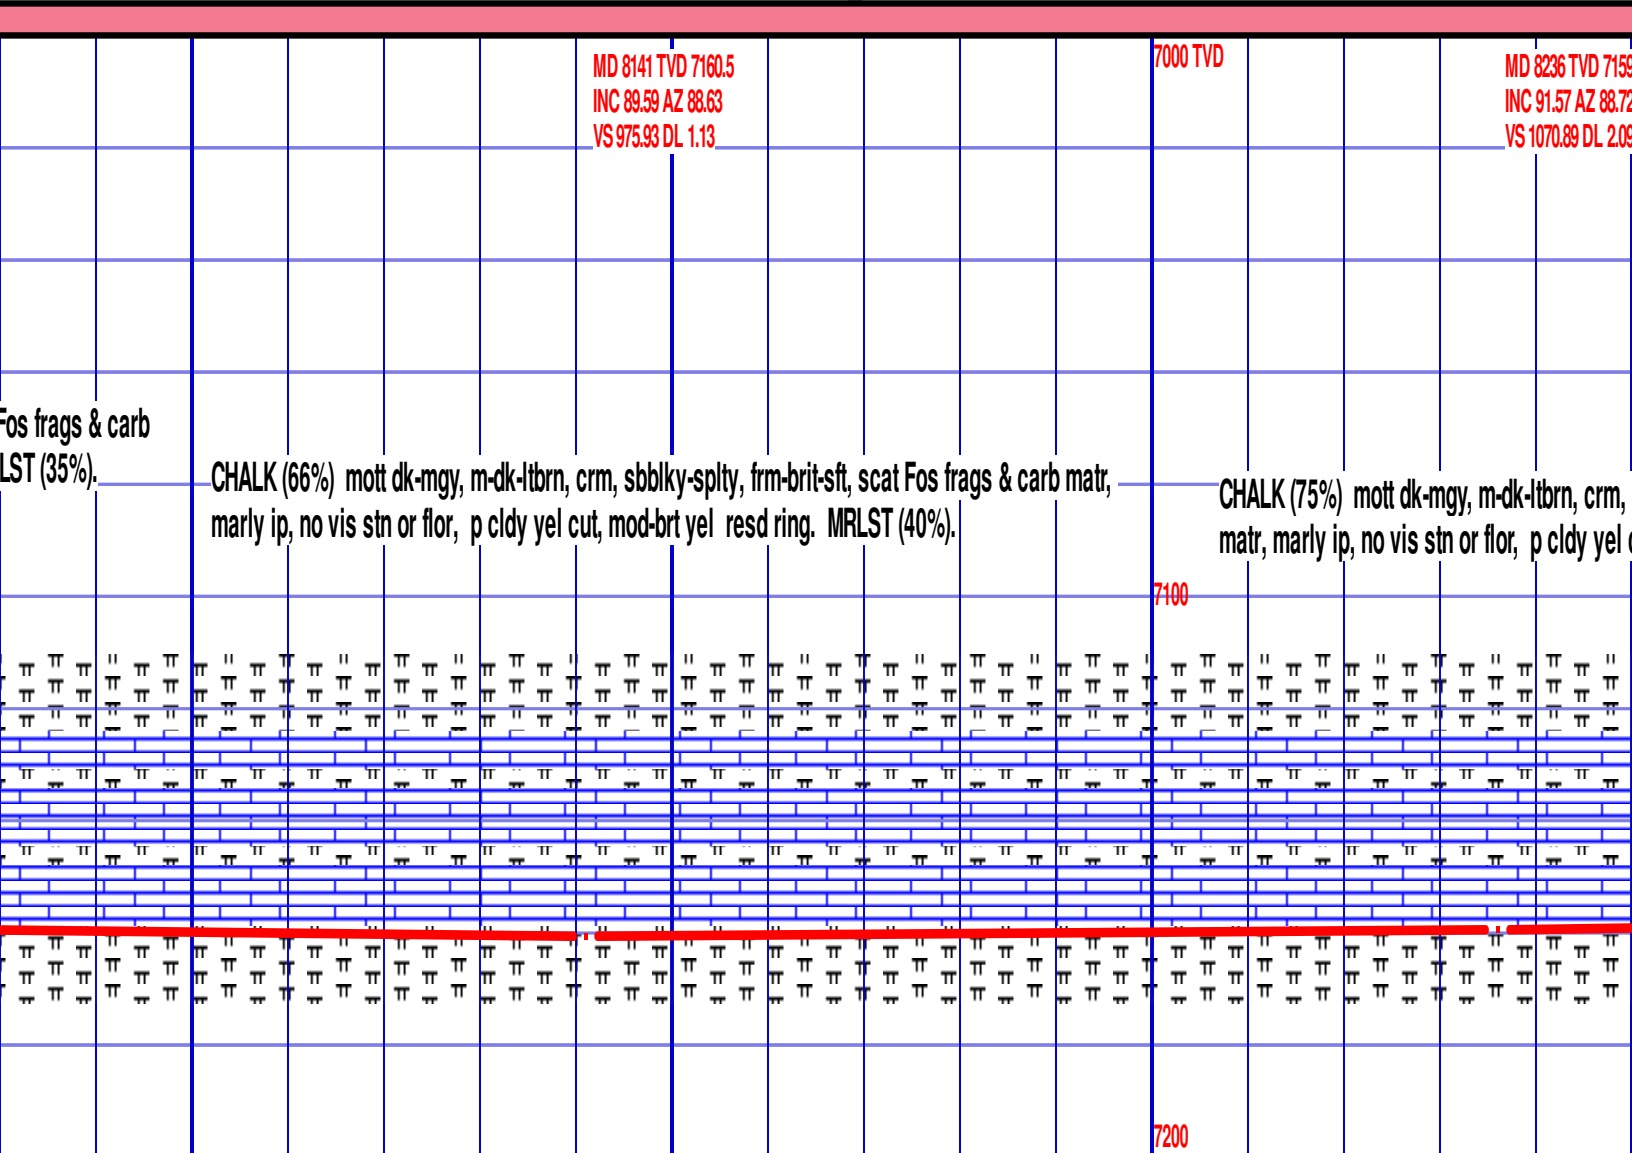 MD 8141 TVD 7160.5
INC 89.59 AZ 88.63
VS 975.93 DL 1.13
7000 TVD
MD 8236 TVD 7159
INC 91.57 AZ 88.72
VS 1070.89 DL 2.09
Fos frags & carb
LST (35%).
CHALK (66%) mott dk-mgy, m-dk-ltbrn, crm, sbblky-splty, frm-brit-sft, scat Fos frags & carb matr,
marly ip, no vis stn or flor, p cldy yel cut, mod-brt yel resd ring. MRLST (40%).
CHALK (75%) mott dk-mgy, m-dk-ltbrn, crm,
matr, marly ip, no vis stn or flor, p cldy yel
7100
7200